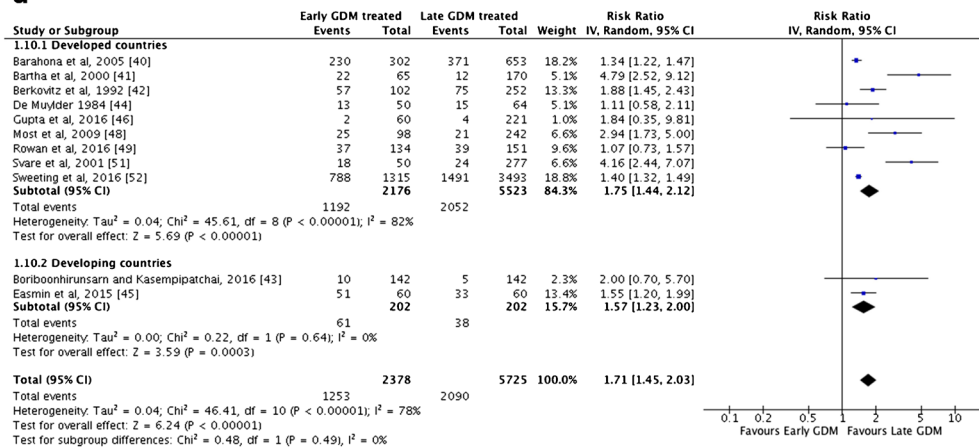 Early GDM treated Late GDM treated Risk Ratio Risk Ratio
Study or Subgroup Events Total Events Total Weight IV, Random, 95% CI IV, Random, 95% CI
1.10.1 Developed countries
Barahona et al, 2005 [40] 230 302 371 653 18.2% 1.34 [1.22, 1.47]
Bartha et al, 2000 [41] 22 65 12 170 5.1% 4.79 [2.52, 9.12]
Berkovitz et al, 1992 [42] 57 102 75 252 13.3% 1.88 [1.45, 2.43]
De Muylder 1984 [44] 13 50 15 64 5.1% 1.11 [0.58, 2.11]
Gupta et al, 2016 [46] 2 60 4 221 1.0% 1.84 [0.35, 9.81]
Most et al, 2009 [48] 25 98 21 242 6.6% 2.94 [1.73, 5.00]
Rowan et al, 2016 [49] 37 134 39 151 9.6% 1.07 [0.73, 1.57]
Svare et al, 2001 [51] 18 50 24 277 6.6% 4.16 [2.44, 7.07]
Sweeting et al, 2016 [52] 788 1315 1491 3493 18.8% 1.40 [1.32, 1.49]
Subtotal (95% CI) 2176 5523 84.3% 1.75 [1.44, 2.12]
Total events 1192 2052
Heterogeneity: Tau² = 0.04; Chi² = 45.61, df = 8 (P < 0.00001); I² = 82%
Test for overall effect: Z = 5.69 (P < 0.00001)
1.10.2 Developing countries
Boriboonhirunsarn and Kasempipatchai, 2016 [43] 10 142 5 142 2.3% 2.00 [0.70, 5.70]
Easmin et al, 2015 [45] 51 60 33 60 13.4% 1.55 [1.20, 1.99]
Subtotal (95% CI) 202 202 15.7% 1.57 [1.23, 2.00]
Total events 61 38
Heterogeneity: Tau² = 0.00; Chi² = 0.22, df = 1 (P = 0.64); I² = 0%
Test for overall effect: Z = 3.59 (P = 0.0003)
Total (95% CI) 2378 5725 100.0% 1.71 [1.45, 2.03]
Total events 1253 2090
Heterogeneity: Tau² = 0.04; Chi² = 46.41, df = 10 (P < 0.00001); I² = 78%
Test for overall effect: Z = 6.24 (P < 0.00001)
Test for subgroup differences: Chi² = 0.48, df = 1 (P = 0.49), I² = 0%
0.1 0.2 0.5 1 2 5 10
Favours Early GDM Favours Late GDM